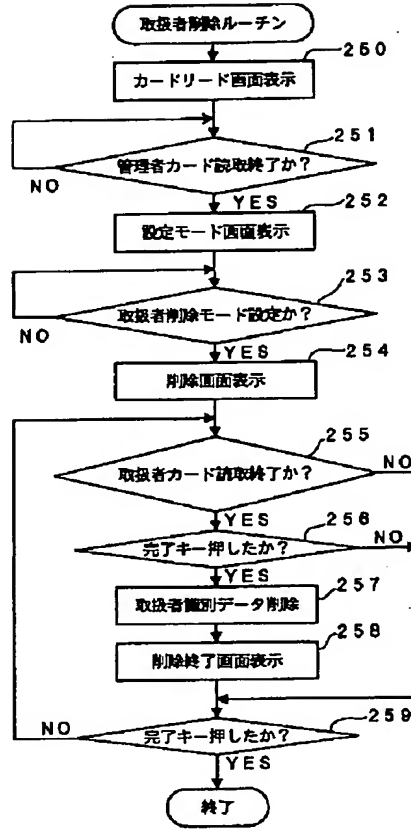 取扱者削除ルーチン
250
カードリード画面表示
251
管理者カード読取終了か?
NO
YES
252
設定モード画面表示
253
取扱者削除モード設定か?
NO
YES
254
削除画面表示
255
取扱者カード読取終了か?
NO
YES
256
完了キー押したか?
NO
YES
257
取扱者識別データ削除
258
削除終了画面表示
259
NO
完了キー押したか?
YES
終了